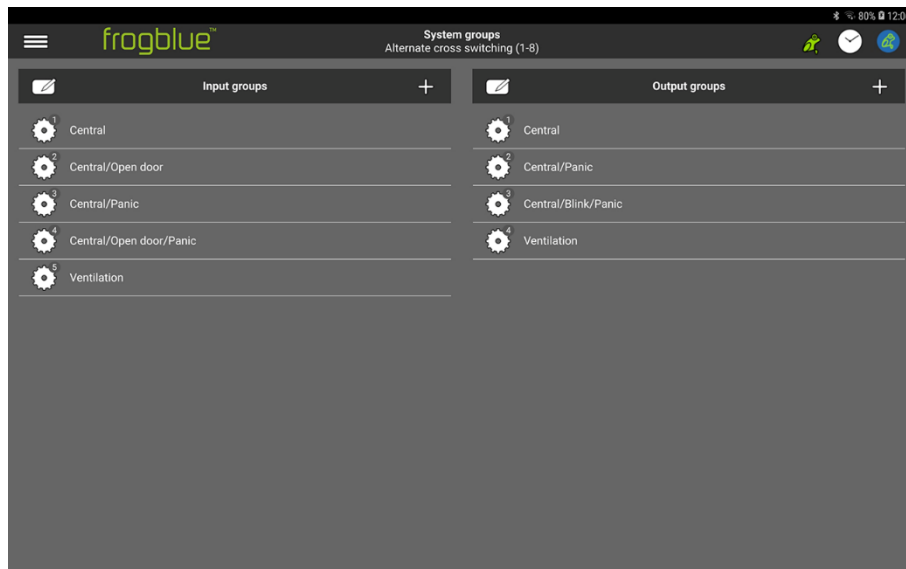 80% 12:0
frogblue™
System groups
Alternate cross switching (1-8)
Input groups
Output groups
1
Central
2
Central/Open door
3
Central/Panic
4
Central/Open door/Panic
5
Ventilation
1
Central
2
Central/Panic
3
Central/Blink/Panic
4
Ventilation